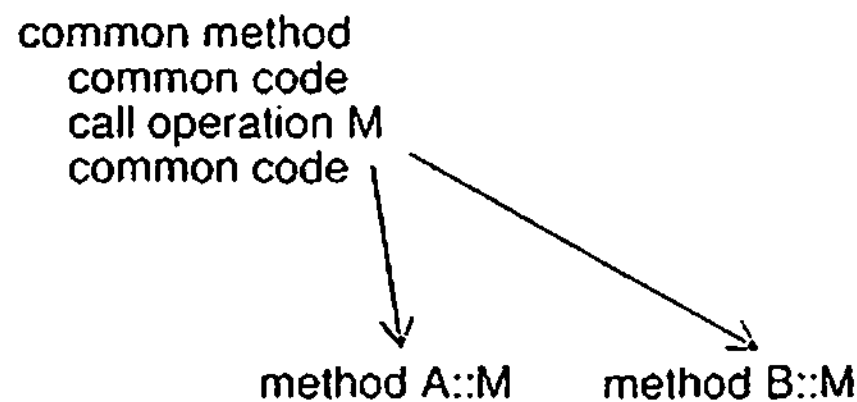 common method
common code
call operation M
common code
method A::M method B::M